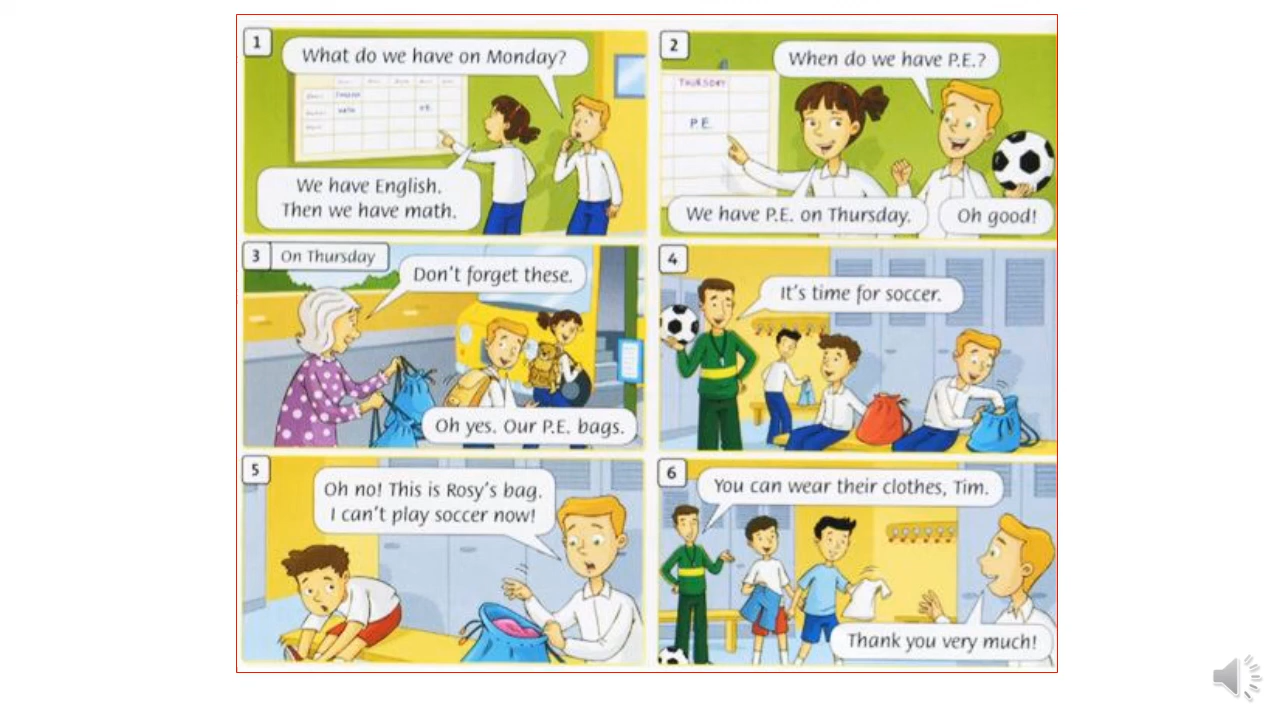 1
What do we have on Monday?
We have English.
Then we have math.
2
When do we have P.E.?
THURSDAY
P.E.
We have P.E. on Thursday.
Oh good!
3
On Thursday
Don't forget these.
Oh yes. Our P.E. bags.
4
It's time for soccer.
5
Oh no! This is Rosy's bag.
I can't play soccer now!
6
You can wear their clothes, Tim.
Thank you very much!